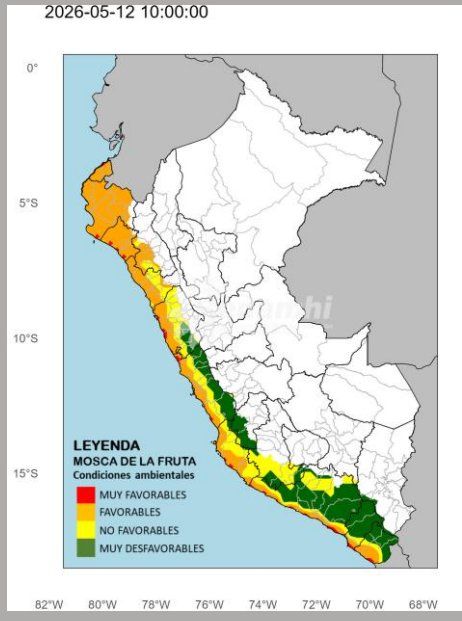 2026-05-12 10:00:00
0°
5°S
10°S
15°S
senamhi
LEYENDA
MOSCA DE LA FRUTA
Condiciones ambientales
MUY FAVORABLES
FAVORABLES
NO FAVORABLES
MUY DESFAVORABLES
82°W 80°W 78°W 76°W 74°W 72°W 70°W 68°W